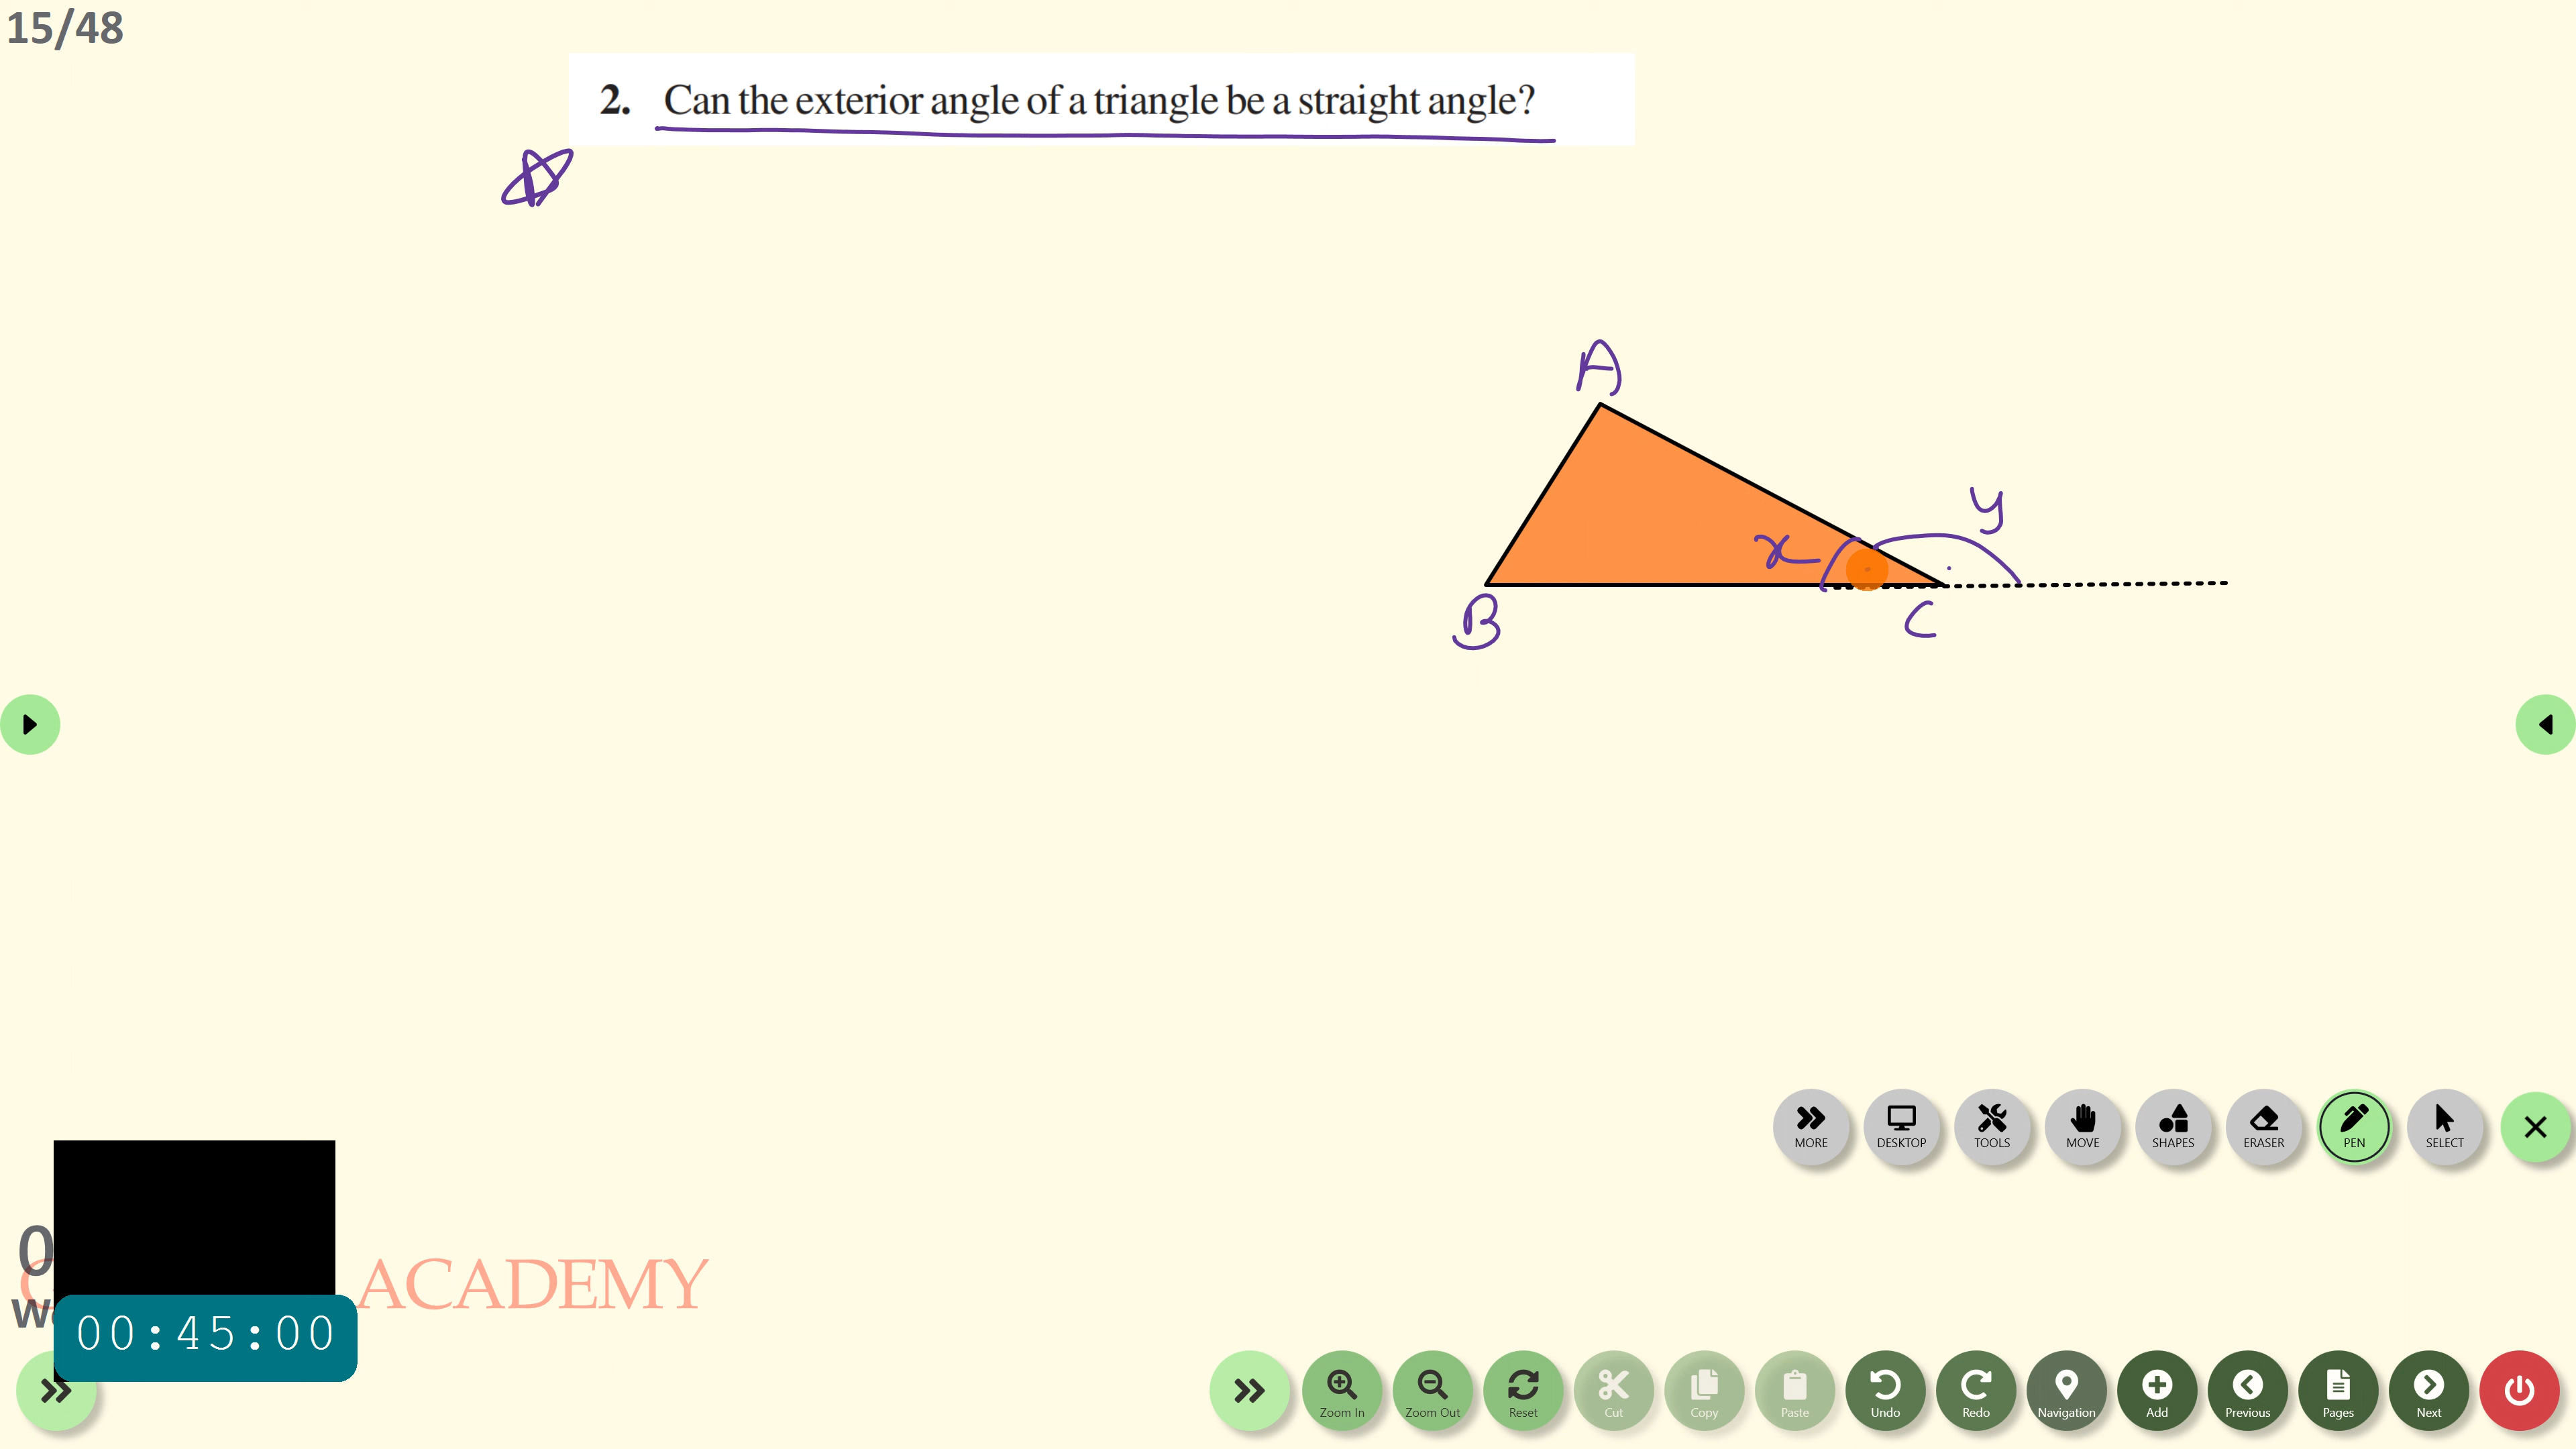 15/48
2. Can the exterior angle of a triangle be a straight angle?
A
y
x
B
C
MORE
DESKTOP
TOOLS
MOVE
SHAPES
ERASER
PEN
SELECT
ACADEMY
00:45:00
Zoom In
Zoom Out
Reset
Cut
Copy
Paste
Undo
Redo
Navigation
Add
Previous
Pages
Next